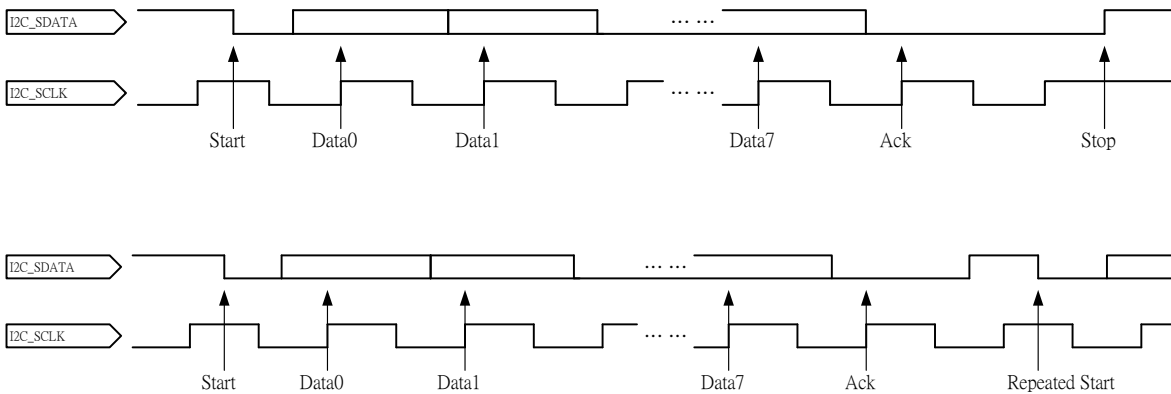 I2C_SDATA
... ...
I2C_SCLK
... ...
Start Data0 Data1 Data7 Ack Stop
I2C_SDATA
... ...
I2C_SCLK
... ...
Start Data0 Data1 Data7 Ack Repeated Start